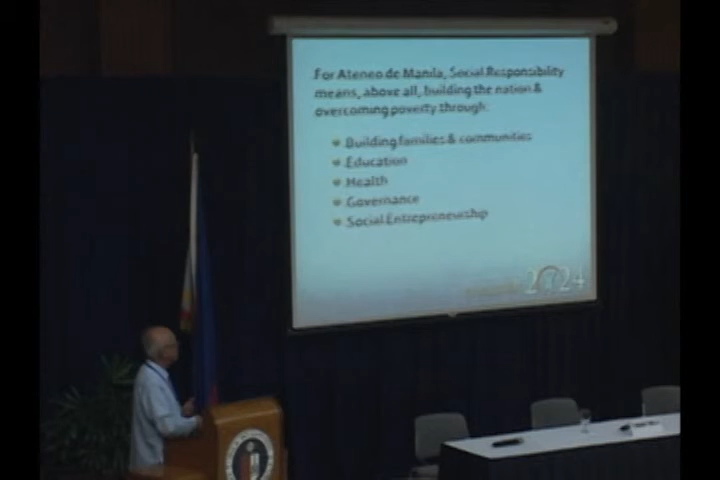 For Ateneo de Manila, Social Responsibility
means, above all, building the nation &
overcoming poverty through:
Building families & communities
Education
Health
Governance
Social Entrepreneurship
2024